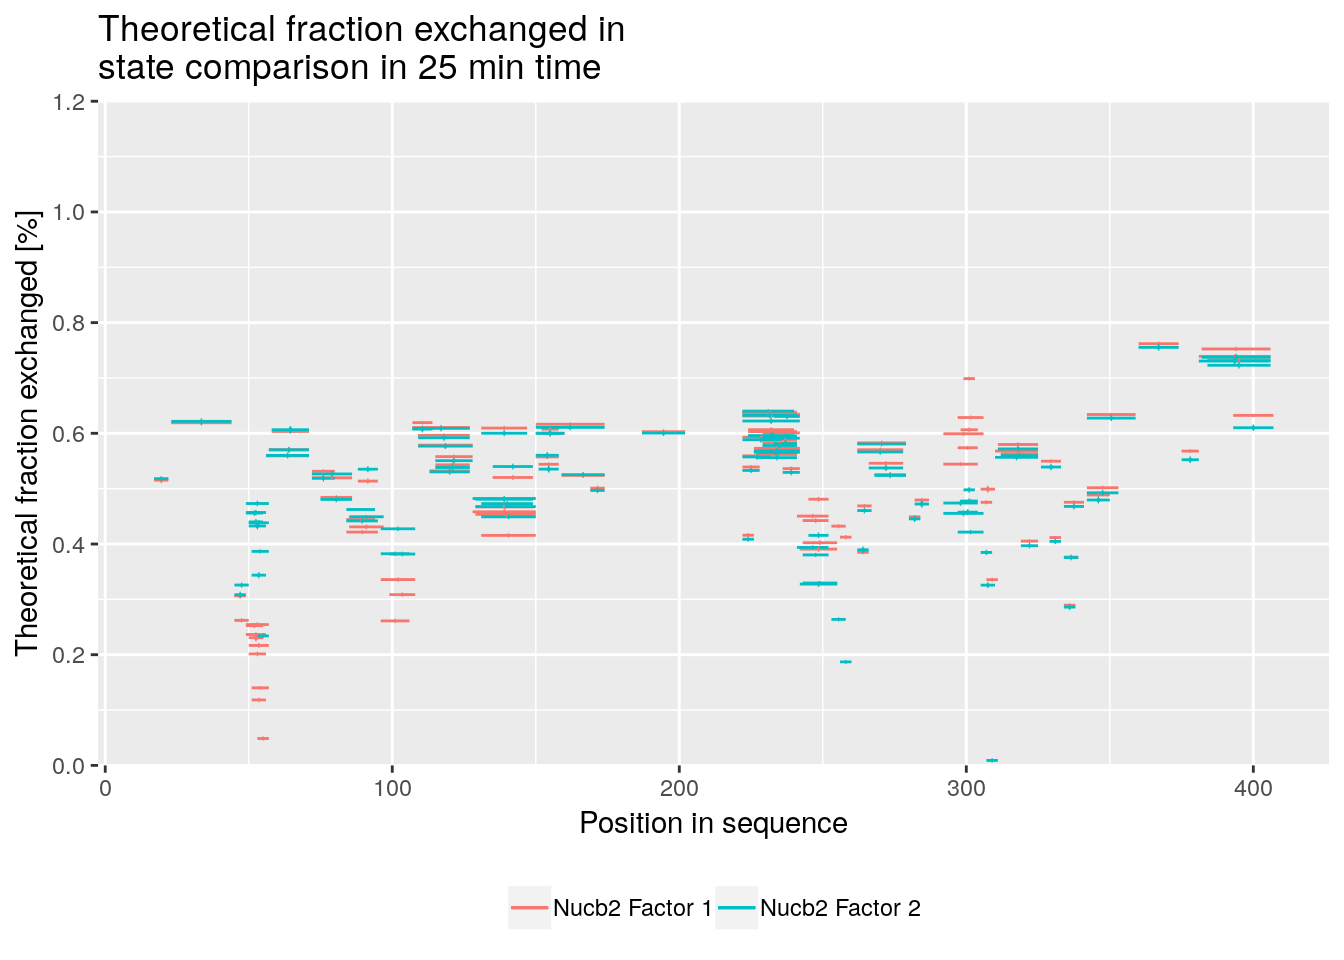 Theoretical fraction exchanged in
state comparison in 25 min time
Theoretical fraction exchanged [%]
1.2
1.0
0.8
0.6
0.4
0.2
0.0
0 100 200 300 400
Position in sequence
Nucb2 Factor 1 Nucb2 Factor 2